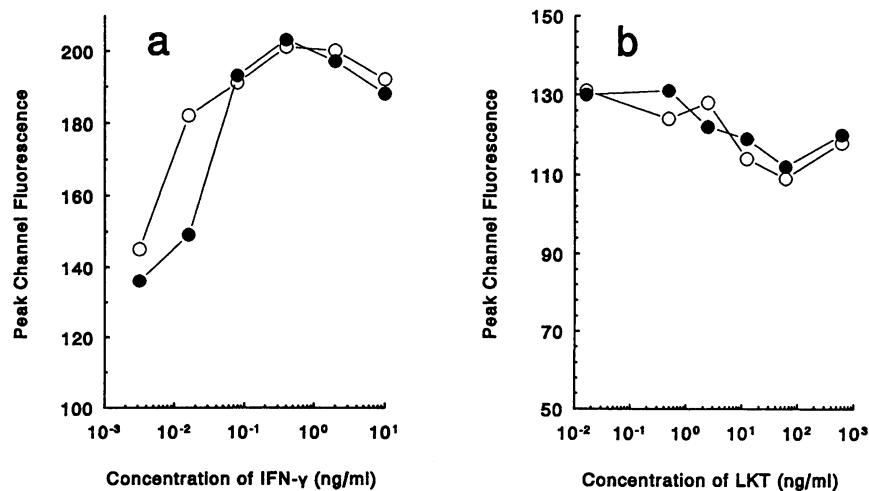 a
Peak Channel Fluorescence
200
180
160
140
120
100
10⁻³ 10⁻² 10⁻¹ 10⁰ 10¹
Concentration of IFN-γ (ng/ml)
b
Peak Channel Fluorescence
150
130
110
90
70
50
10⁻² 10⁻¹ 10⁰ 10¹ 10² 10³
Concentration of LKT (ng/ml)